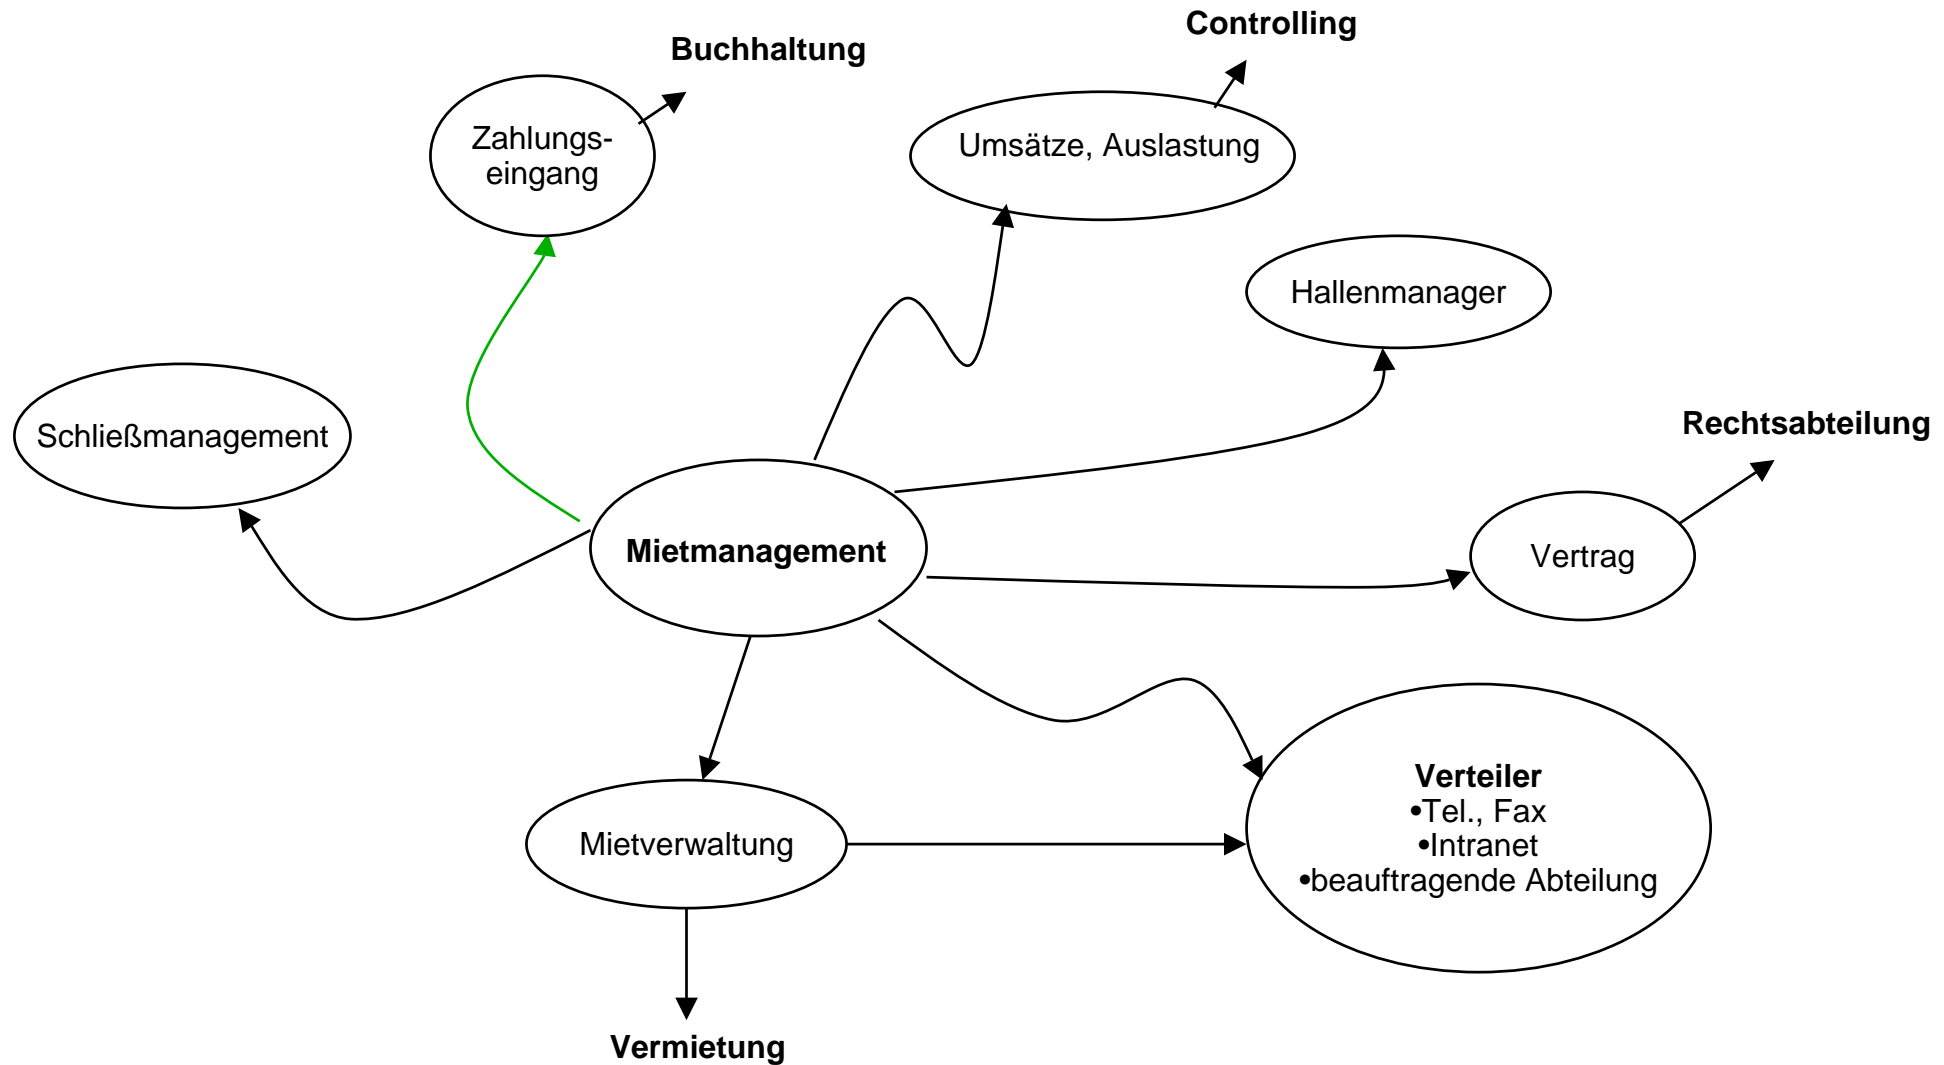 Controlling
Buchhaltung
Zahlungs-
eingang
Umsätze, Auslastung
Hallenmanager
Rechtsabteilung
Schließmanagement
Mietmanagement
Vertrag
Verteiler
•Tel., Fax
•Intranet
•beauftragende Abteilung
Mietverwaltung
Vermietung